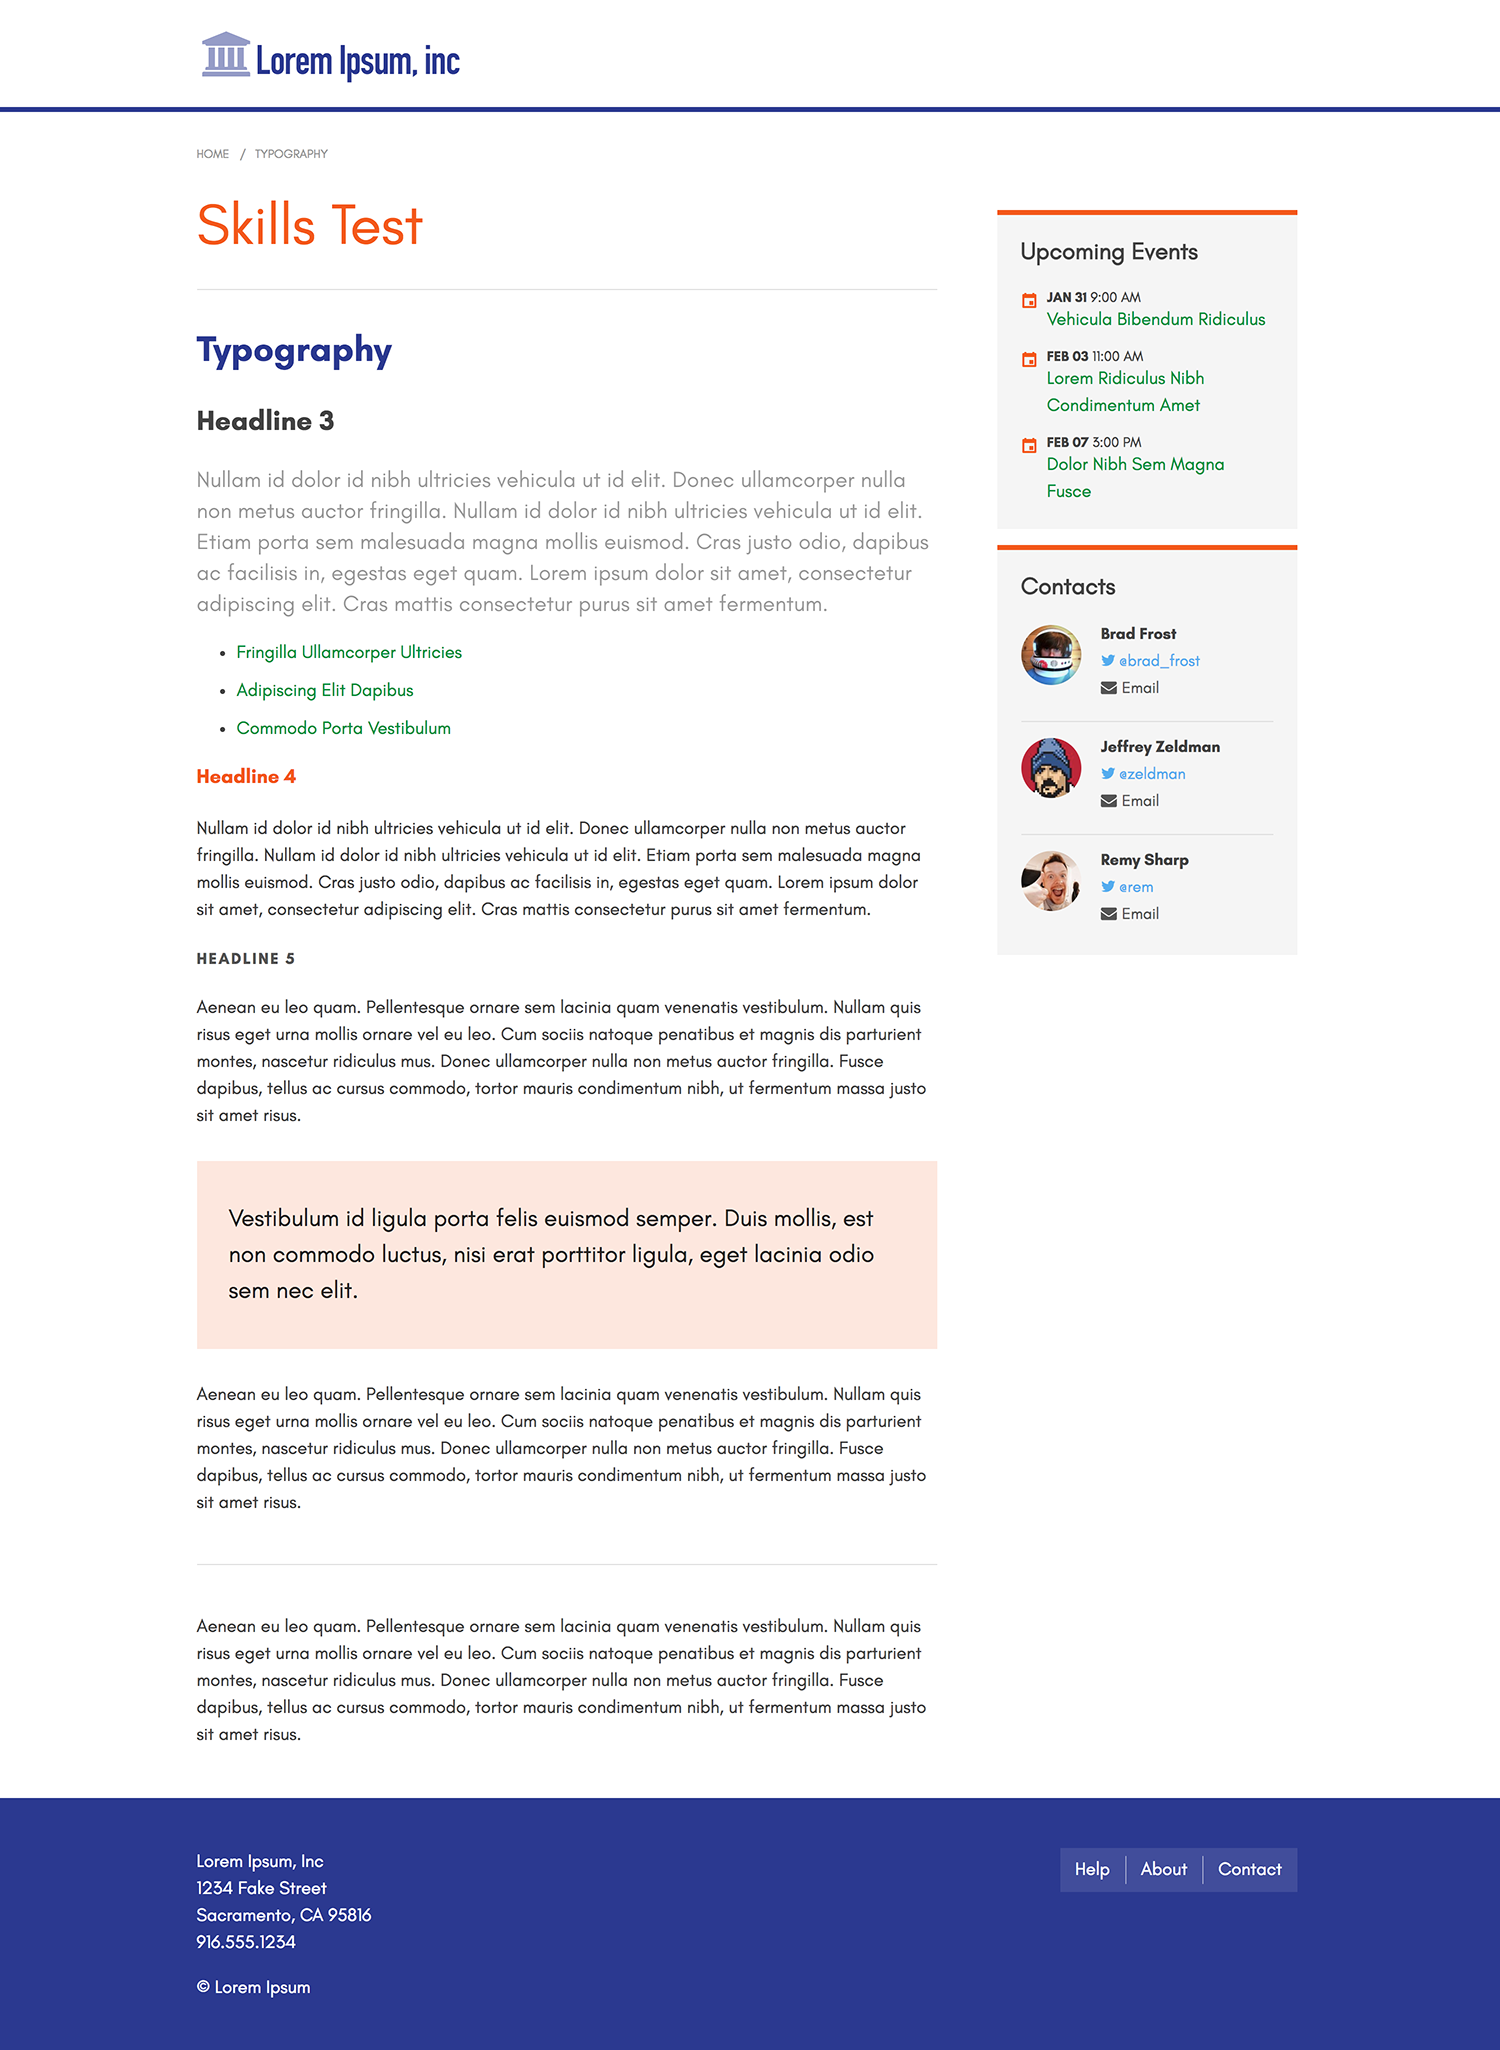 Lorem Ipsum, inc
HOME / TYPOGRAPHY
Skills Test
Typography
Headline 3
Nullam id dolor id nibh ultricies vehicula ut id elit. Donec ullamcorper nulla
non metus auctor fringilla. Nullam id dolor id nibh ultricies vehicula ut id elit.
Etiam porta sem malesuada magna mollis euismod. Cras justo odio, dapibus
ac facilisis in, egestas eget quam. Lorem ipsum dolor sit amet, consectetur
adipiscing elit. Cras mattis consectetur purus sit amet fermentum.
• Fringilla Ullamcorper Ultricies
• Adipiscing Elit Dapibus
• Commodo Porta Vestibulum
Headline 4
Nullam id dolor id nibh ultricies vehicula ut id elit. Donec ullamcorper nulla non metus auctor
fringilla. Nullam id dolor id nibh ultricies vehicula ut id elit. Etiam porta sem malesuada magna
mollis euismod. Cras justo odio, dapibus ac facilisis in, egestas eget quam. Lorem ipsum dolor
sit amet, consectetur adipiscing elit. Cras mattis consectetur purus sit amet fermentum.
HEADLINE 5
Aenean eu leo quam. Pellentesque ornare sem lacinia quam venenatis vestibulum. Nullam quis
risus eget urna mollis ornare vel eu leo. Cum sociis natoque penatibus et magnis dis parturient
montes, nascetur ridiculus mus. Donec ullamcorper nulla non metus auctor fringilla. Fusce
dapibus, tellus ac cursus commodo, tortor mauris condimentum nibh, ut fermentum massa justo
sit amet risus.
Vestibulum id ligula porta felis euismod semper. Duis mollis, est
non commodo luctus, nisi erat porttitor ligula, eget lacinia odio
sem nec elit.
Aenean eu leo quam. Pellentesque ornare sem lacinia quam venenatis vestibulum. Nullam quis
risus eget urna mollis ornare vel eu leo. Cum sociis natoque penatibus et magnis dis parturient
montes, nascetur ridiculus mus. Donec ullamcorper nulla non metus auctor fringilla. Fusce
dapibus, tellus ac cursus commodo, tortor mauris condimentum nibh, ut fermentum massa justo
sit amet risus.
Aenean eu leo quam. Pellentesque ornare sem lacinia quam venenatis vestibulum. Nullam quis
risus eget urna mollis ornare vel eu leo. Cum sociis natoque penatibus et magnis dis parturient
montes, nascetur ridiculus mus. Donec ullamcorper nulla non metus auctor fringilla. Fusce
dapibus, tellus ac cursus commodo, tortor mauris condimentum nibh, ut fermentum massa justo
sit amet risus.
Upcoming Events
JAN 31 9:00 AM
Vehicula Bibendum Ridiculus
FEB 03 11:00 AM
Lorem Ridiculus Nibh
Condimentum Amet
FEB 07 3:00 PM
Dolor Nibh Sem Magna
Fusce
Contacts
Brad Frost
@brad_frost
Email
Jeffrey Zeldman
@zeldman
Email
Remy Sharp
@rem
Email
Lorem Ipsum, Inc
1234 Fake Street
Sacramento, CA 95816
916.555.1234
© Lorem Ipsum
Help | About | Contact